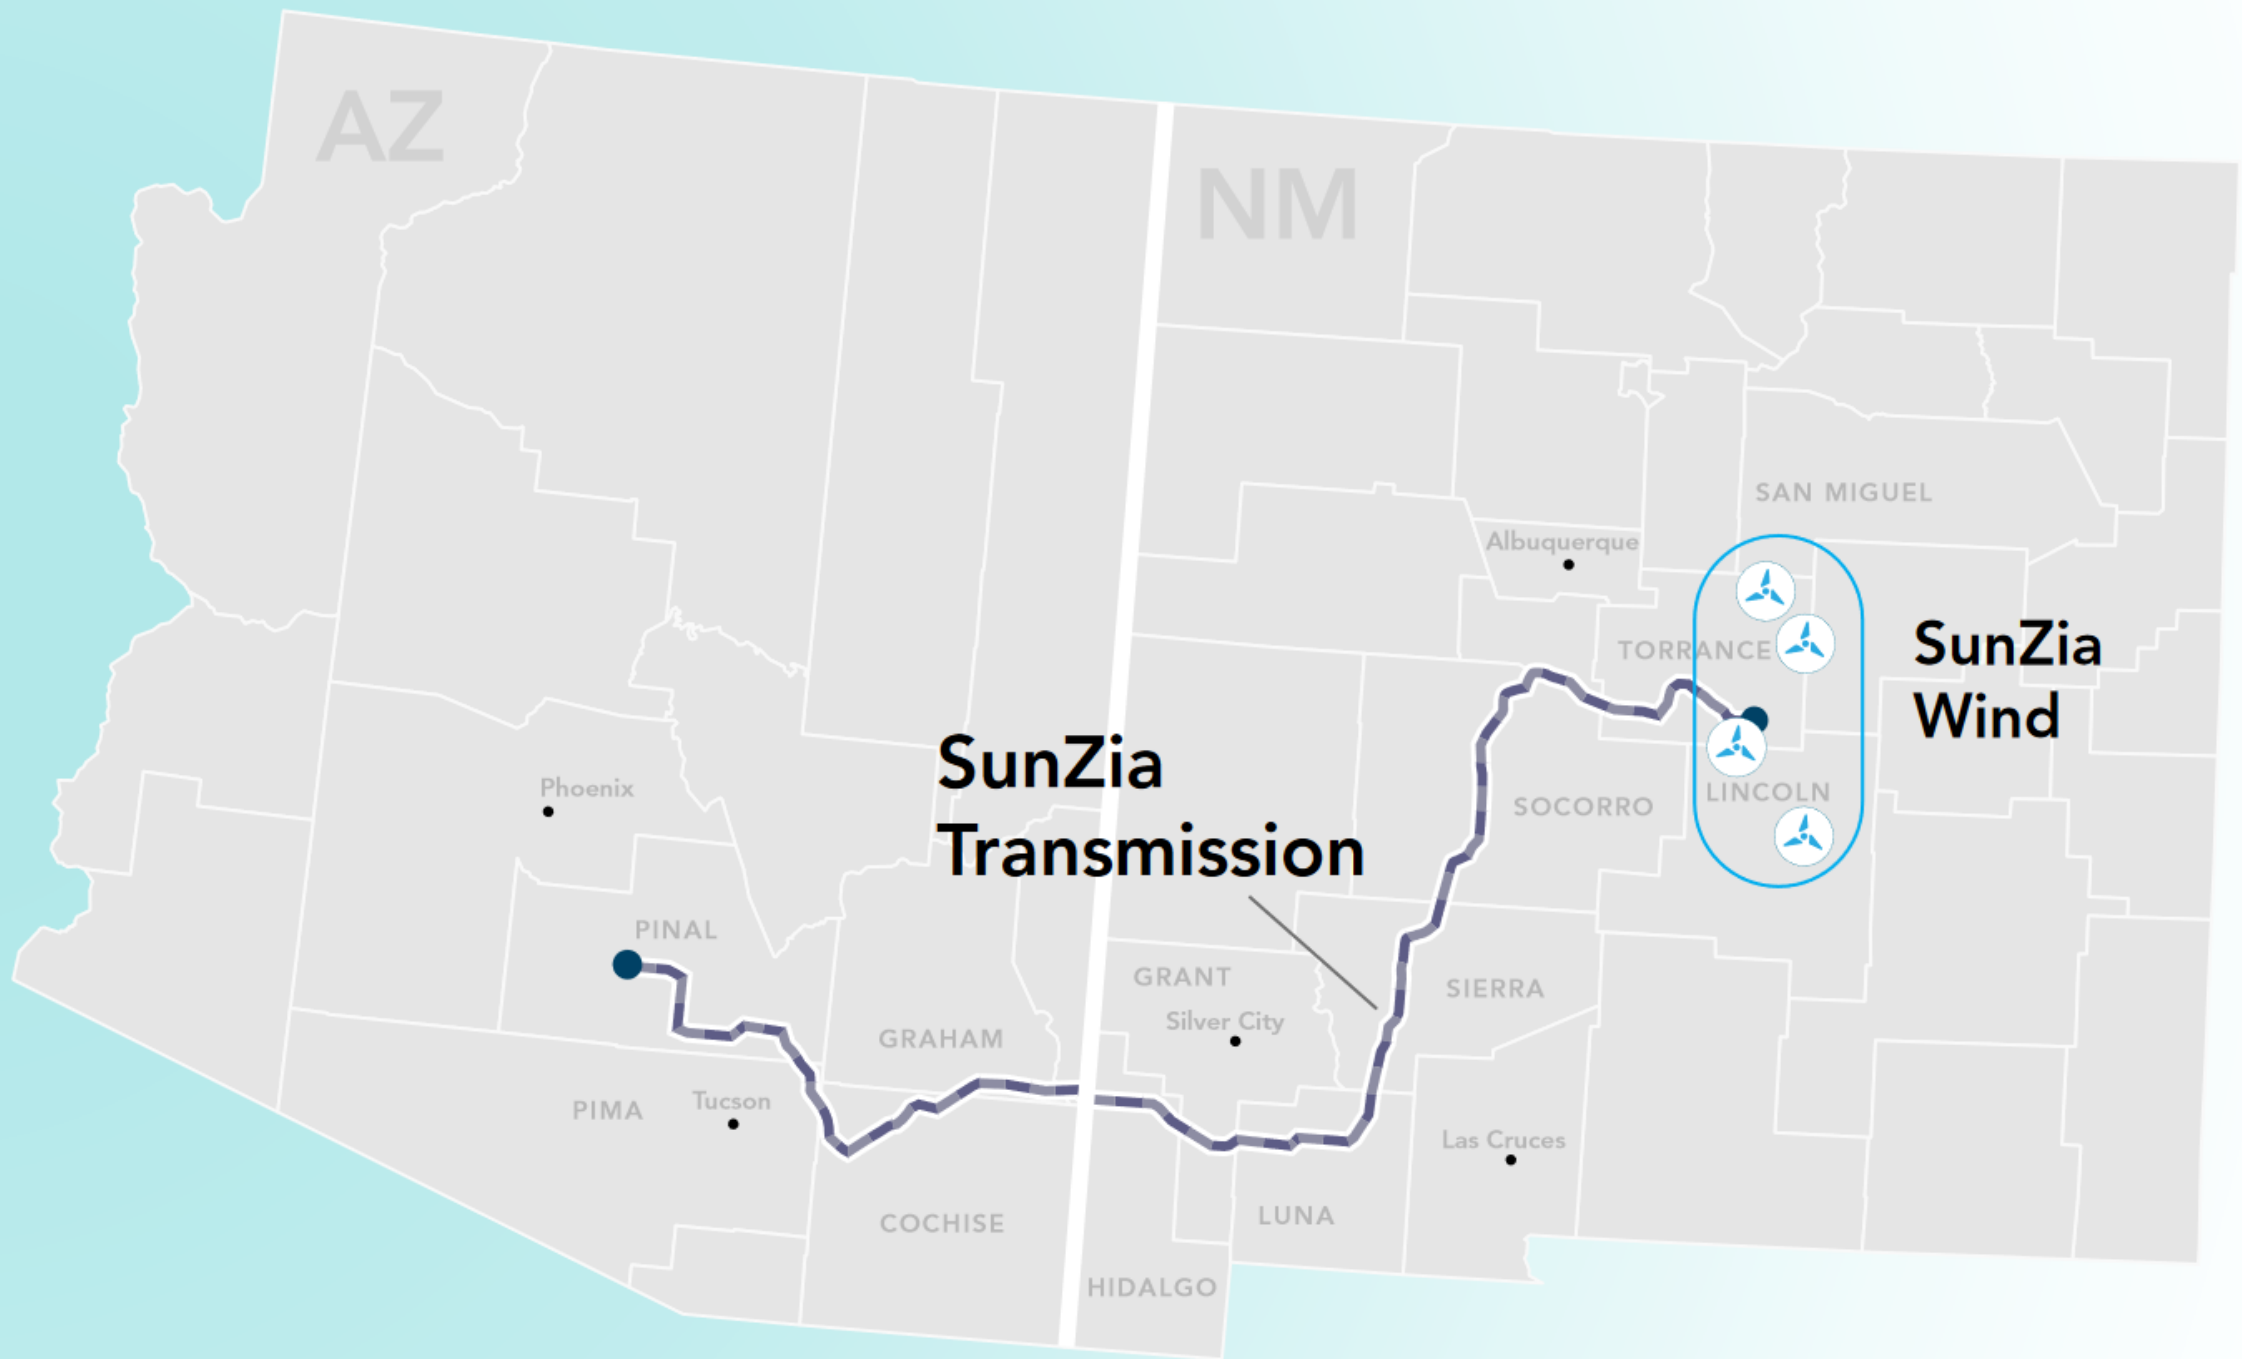 AZ
NM
SAN MIGUEL
Albuquerque
TORRANCE
SunZia
Wind
SunZia
Transmission
Phoenix
LINCOLN
SOCORRO
PINAL
GRANT
SIERRA
Silver City
GRAHAM
PIMA
Tucson
Las Cruces
COCHISE
LUNA
HIDALGO